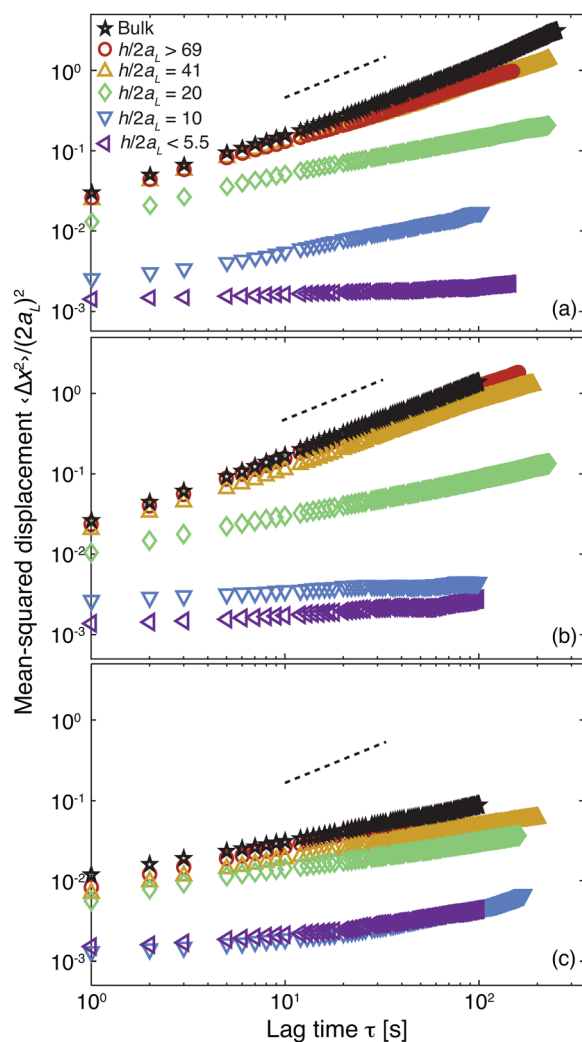 Bulk
h/2a_L > 69
h/2a_L = 41
h/2a_L = 20
h/2a_L = 10
h/2a_L < 5.5
10^0
10^-1
10^-2
10^-3
(a)
10^0
10^-1
10^-2
10^-3
(b)
10^0
10^-1
10^-2
10^-3
(c)
10^0
10^1
10^2
Lag time τ [s]
Mean-squared displacement ‹Δx²›/(2a_L)²